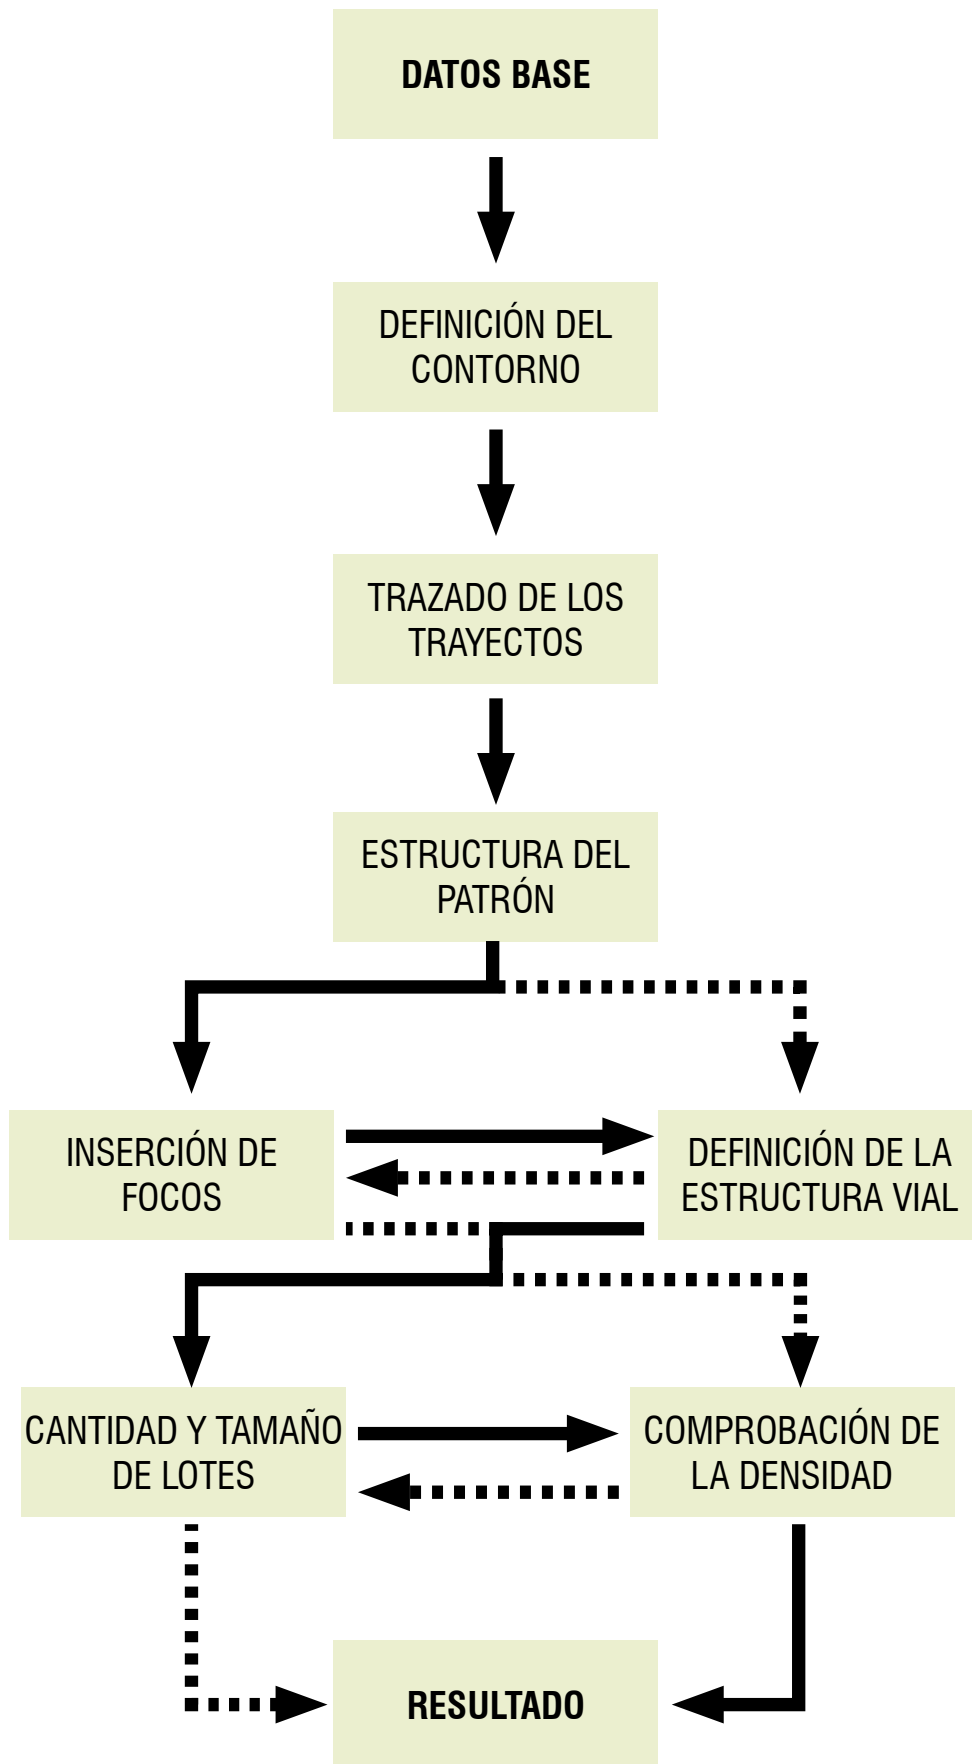 DATOS BASE
DEFINICIÓN DEL
CONTORNO
TRAZADO DE LOS
TRAYECTOS
ESTRUCTURA DEL
PATRÓN
INSERCIÓN DE
FOCOS
DEFINICIÓN DE LA
ESTRUCTURA VIAL
CANTIDAD Y TAMAÑO
DE LOTES
COMPROBACIÓN DE
LA DENSIDAD
RESULTADO